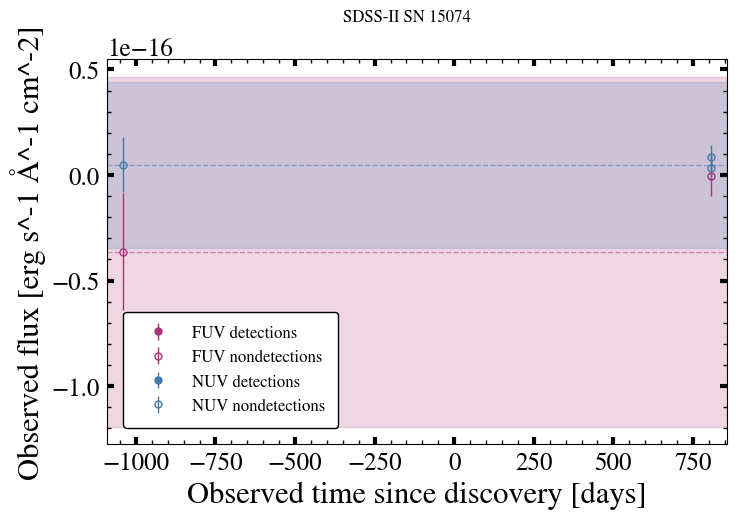 SDSS-II SN 15074
1e−16
Observed flux [erg s^-1 Å^-1 cm^-2]
0.5
0.0
−0.5
−1.0
FUV detections
FUV nondetections
NUV detections
NUV nondetections
−1000 −750 −500 −250 0 250 500 750
Observed time since discovery [days]